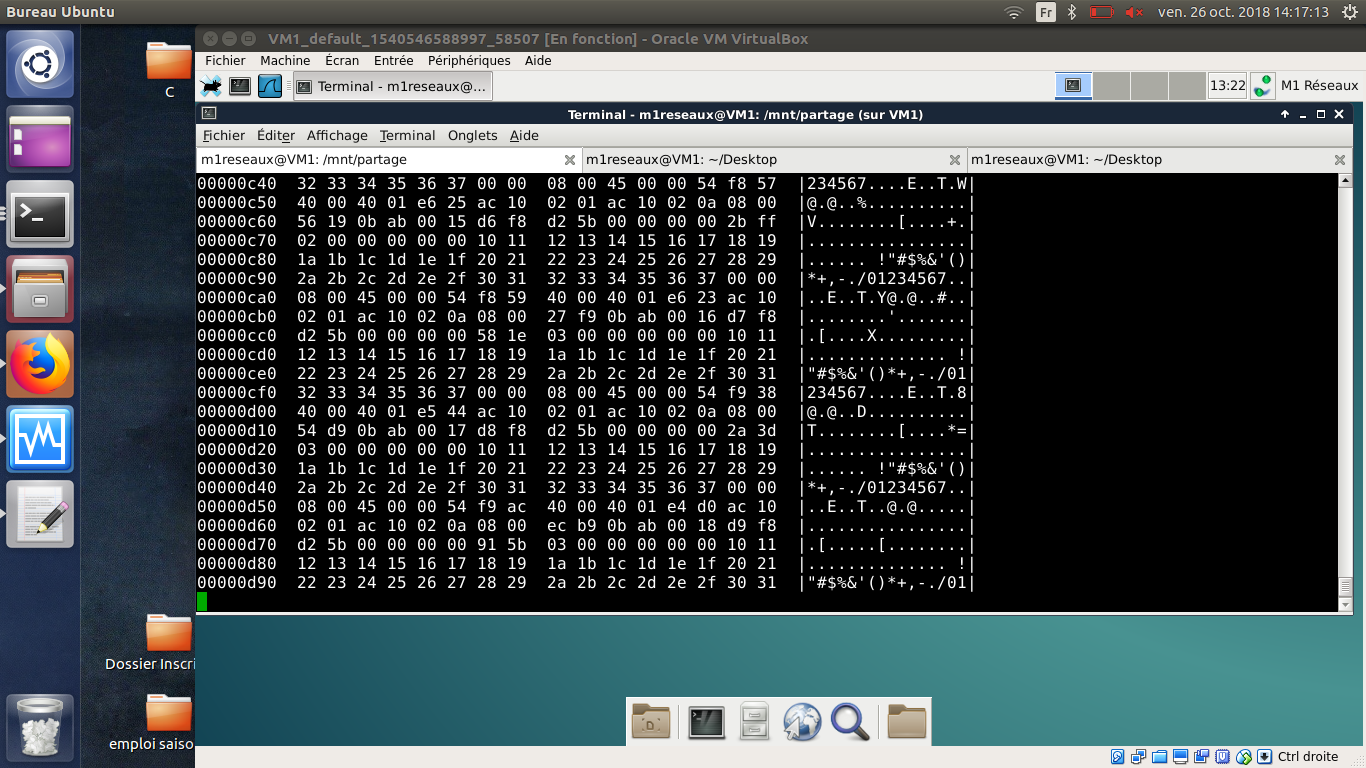 Bureau Ubuntu
Fr
ven. 26 oct. 2018 14:17:13
VM1_default_1540546588997_58507 [En fonction] - Oracle VM VirtualBox
Fichier Machine Écran Entrée Périphériques Aide
C
Terminal - m1reseaux@...
13:22
M1 Réseaux
Terminal - m1reseaux@VM1: /mnt/partage (sur VM1)
Fichier Éditer Affichage Terminal Onglets Aide
m1reseaux@VM1: /mnt/partage
m1reseaux@VM1: ~/Desktop
m1reseaux@VM1: ~/Desktop
00000c40  32 33 34 35 36 37 00 00  08 00 45 00 00 54 f8 57  |234567....E..T.W|
00000c50  40 00 40 01 e6 25 ac 10  02 01 ac 10 02 0a 08 00  |@.@..%..........|
00000c60  56 19 0b ab 00 15 d6 f8  d2 5b 00 00 00 00 2b ff  |V........[....+.|
00000c70  02 00 00 00 00 00 10 11  12 13 14 15 16 17 18 19  |................|
00000c80  1a 1b 1c 1d 1e 1f 20 21  22 23 24 25 26 27 28 29  |...... !"#$%&'()|
00000c90  2a 2b 2c 2d 2e 2f 30 31  32 33 34 35 36 37 00 00  |*+,-./01234567..|
00000ca0  08 00 45 00 00 54 f8 59  40 00 40 01 e6 23 ac 10  |..E..T.Y@.@..#..|
00000cb0  02 01 ac 10 02 0a 08 00  27 f9 0b ab 00 16 d7 f8  |........'.......|
00000cc0  d2 5b 00 00 00 00 58 1e  03 00 00 00 00 00 10 11  |.[....X.........|
00000cd0  12 13 14 15 16 17 18 19  1a 1b 1c 1d 1e 1f 20 21  |.............. !|
00000ce0  22 23 24 25 26 27 28 29  2a 2b 2c 2d 2e 2f 30 31  |"#$%&'()*+,-./01|
00000cf0  32 33 34 35 36 37 00 00  08 00 45 00 00 54 f9 38  |234567....E..T.8|
00000d00  40 00 40 01 e5 44 ac 10  02 01 ac 10 02 0a 08 00  |@.@..D..........|
00000d10  54 d9 0b ab 00 17 d8 f8  d2 5b 00 00 00 00 2a 3d  |T........[....*=|
00000d20  03 00 00 00 00 00 10 11  12 13 14 15 16 17 18 19  |................|
00000d30  1a 1b 1c 1d 1e 1f 20 21  22 23 24 25 26 27 28 29  |...... !"#$%&'()|
00000d40  2a 2b 2c 2d 2e 2f 30 31  32 33 34 35 36 37 00 00  |*+,-./01234567..|
00000d50  08 00 45 00 00 54 f9 ac  40 00 40 01 e4 d0 ac 10  |..E..T..@.@.....|
00000d60  02 01 ac 10 02 0a 08 00  ec b9 0b ab 00 18 d9 f8  |................|
00000d70  d2 5b 00 00 00 00 91 5b  03 00 00 00 00 00 10 11  |.[.....[........|
00000d80  12 13 14 15 16 17 18 19  1a 1b 1c 1d 1e 1f 20 21  |.............. !|
00000d90  22 23 24 25 26 27 28 29  2a 2b 2c 2d 2e 2f 30 31  |"#$%&'()*+,-./01|
Dossier Inscri
emploi saiso
D
Ctrl droite